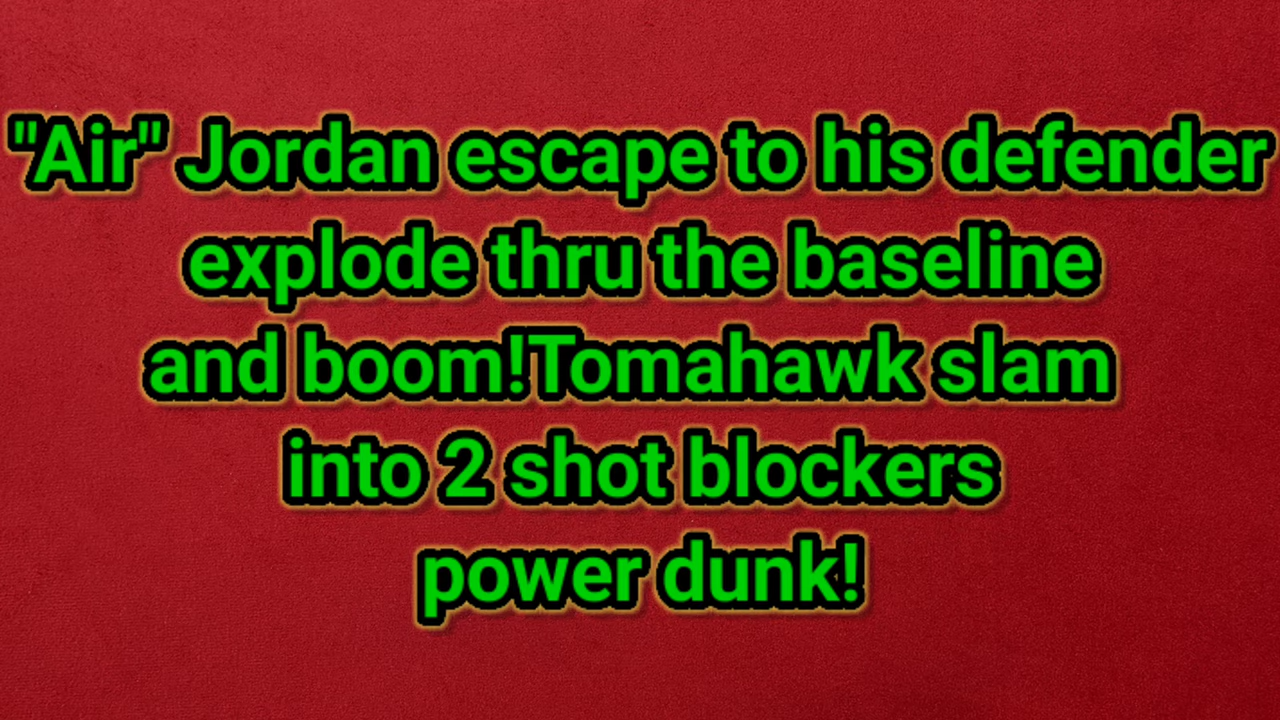 "Air" Jordan escape to his defender
explode thru the baseline
and boom!Tomahawk slam
into 2 shot blockers
power dunk!